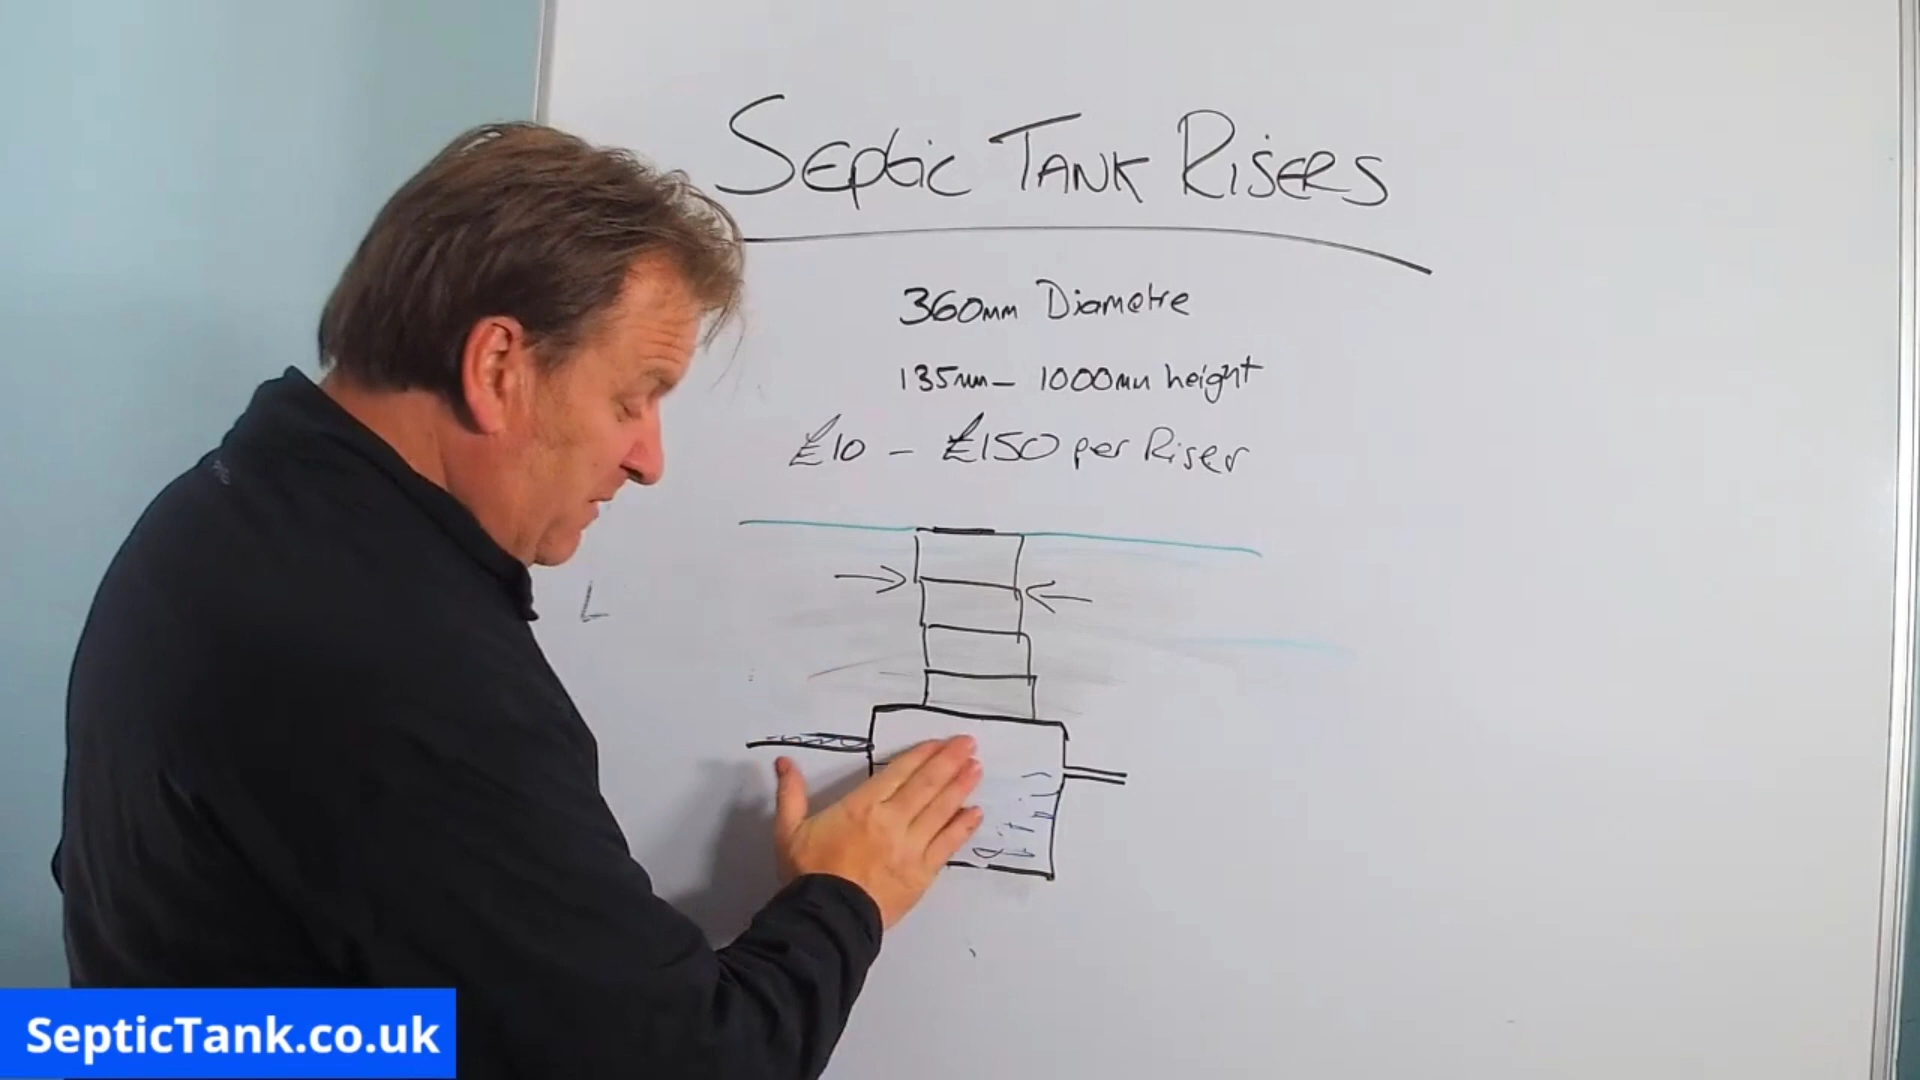 Septic Tank Risers
360mm Diametre
135mm - 1000mm height
£10 - £150 per Riser
L
SepticTank.co.uk